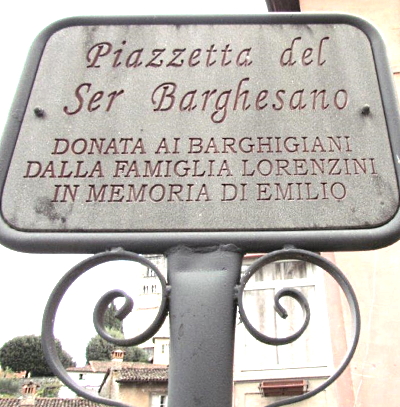 Piazzetta del
Ser Barghesano
DONATA AI BARGHIGIANI
DALLA FAMIGLIA LORENZINI
IN MEMORIA DI EMILIO